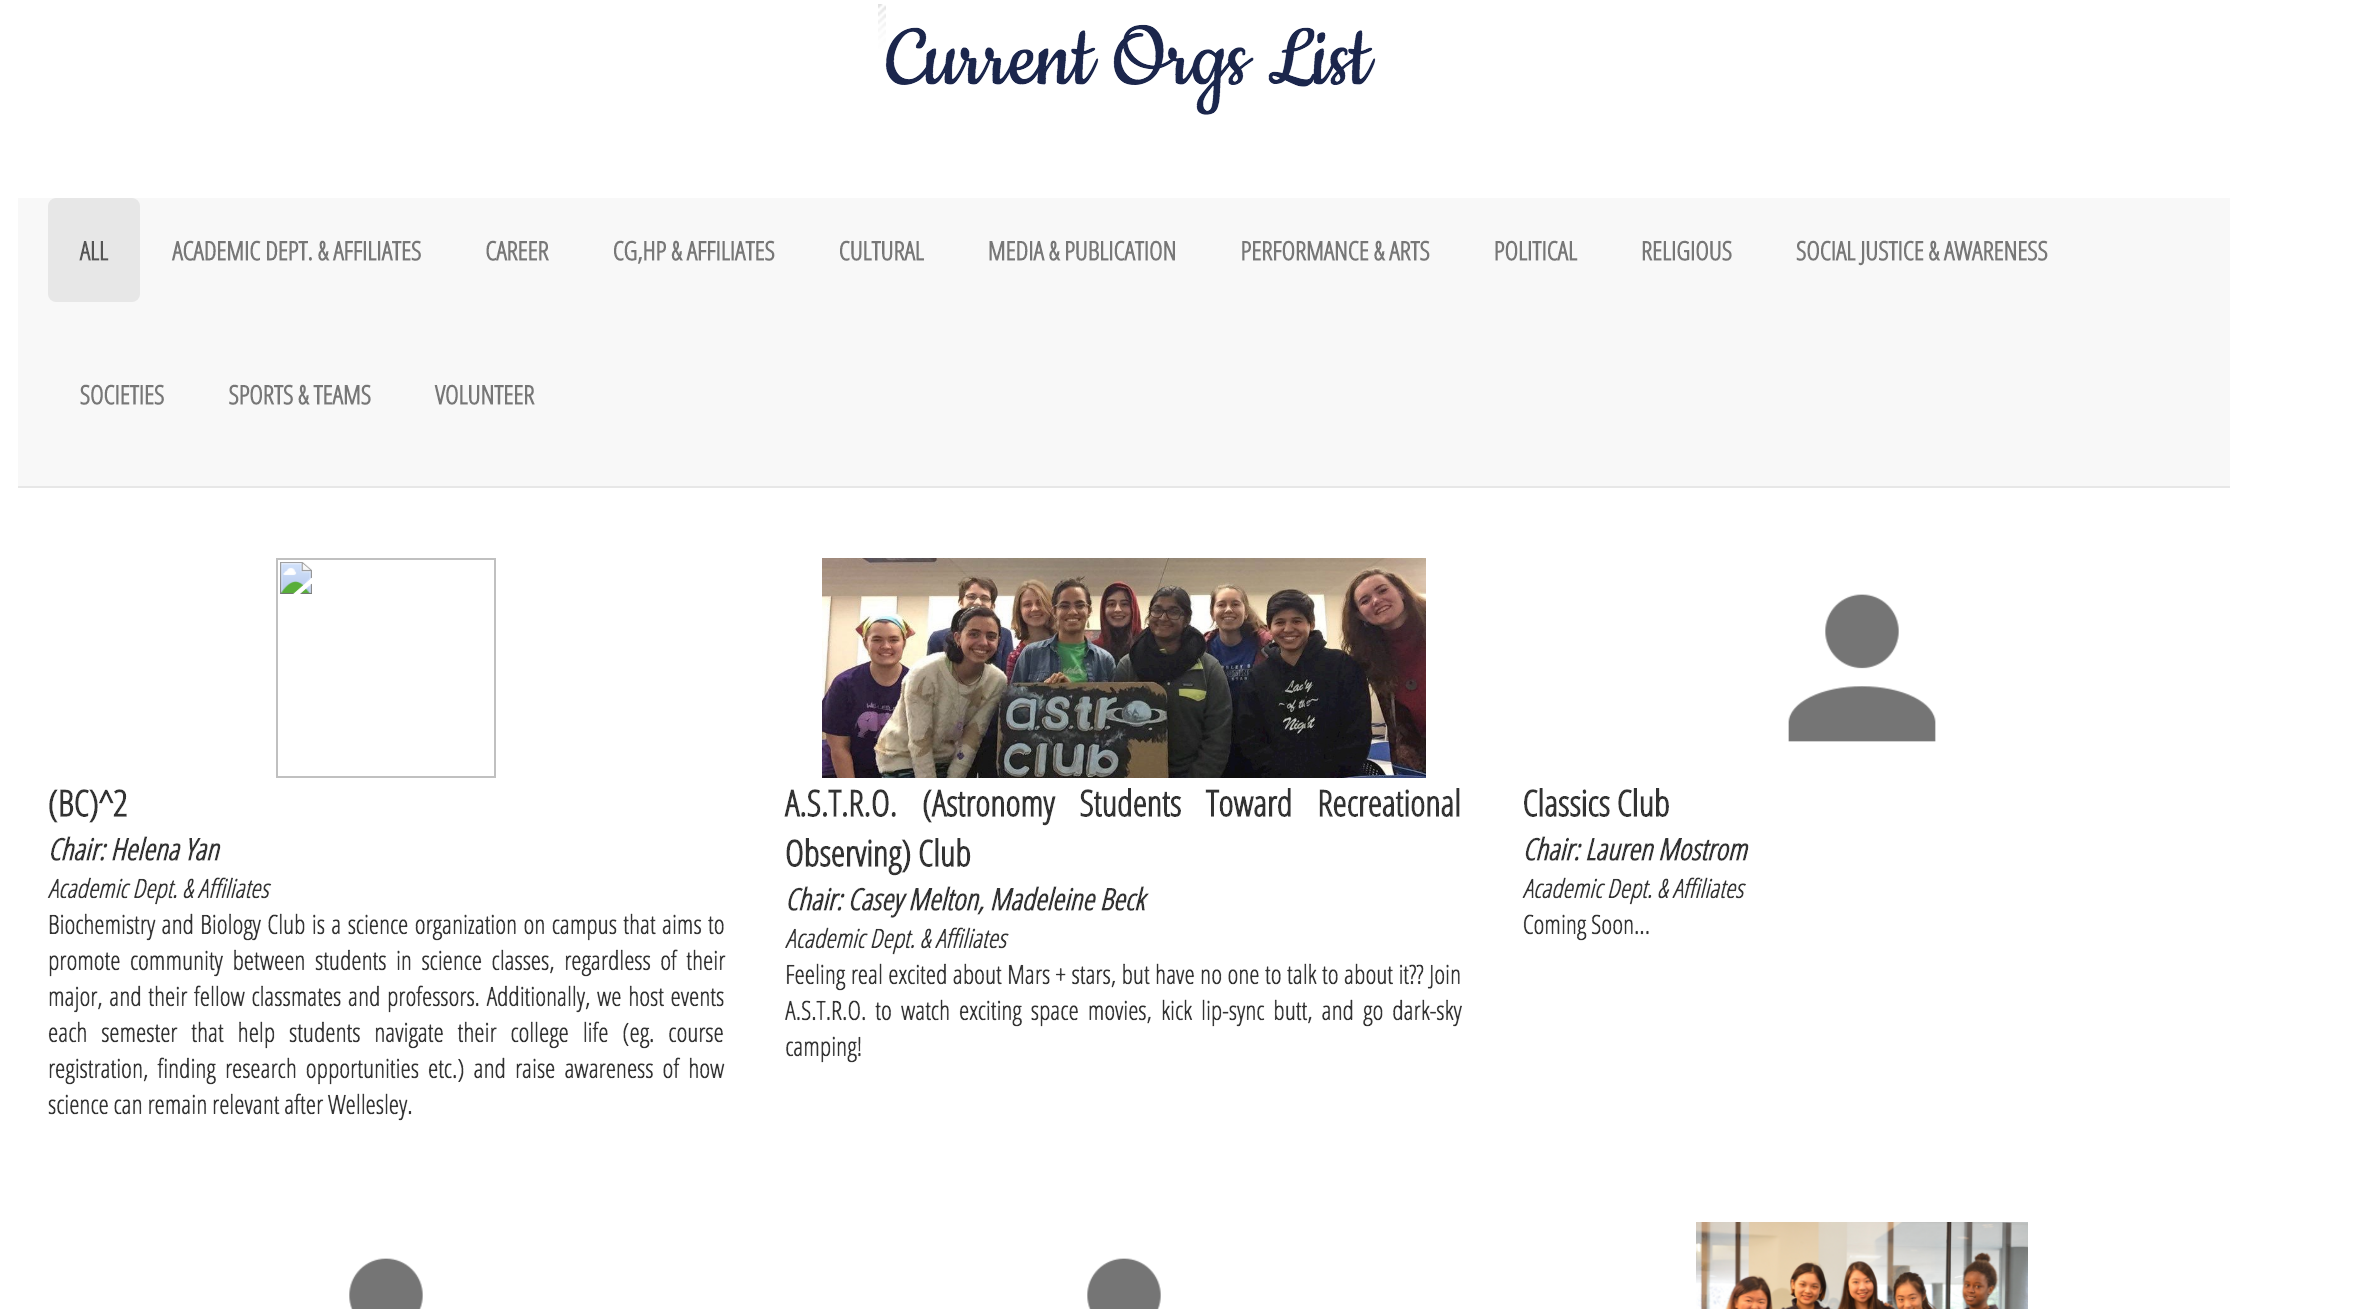 Current Orgs List
ALL ACADEMIC DEPT. & AFFILIATES CAREER CG,HP & AFFILIATES CULTURAL MEDIA & PUBLICATION PERFORMANCE & ARTS POLITICAL RELIGIOUS SOCIAL JUSTICE & AWARENESS
SOCIETIES SPORTS & TEAMS VOLUNTEER
(BC)^2
Chair: Helena Yan
Academic Dept. & Affiliates
Biochemistry and Biology Club is a science organization on campus that aims to
promote community between students in science classes, regardless of their
major, and their fellow classmates and professors. Additionally, we host events
each semester that help students navigate their college life (eg. course
registration, finding research opportunities etc.) and raise awareness of how
science can remain relevant after Wellesley.
astro
club
Lady
~of the~
Night
A.S.T.R.O. (Astronomy Students Toward Recreational
Observing) Club
Chair: Casey Melton, Madeleine Beck
Academic Dept. & Affiliates
Feeling real excited about Mars + stars, but have no one to talk to about it?? Join
A.S.T.R.O. to watch exciting space movies, kick lip-sync butt, and go dark-sky
camping!
Classics Club
Chair: Lauren Mostrom
Academic Dept. & Affiliates
Coming Soon...